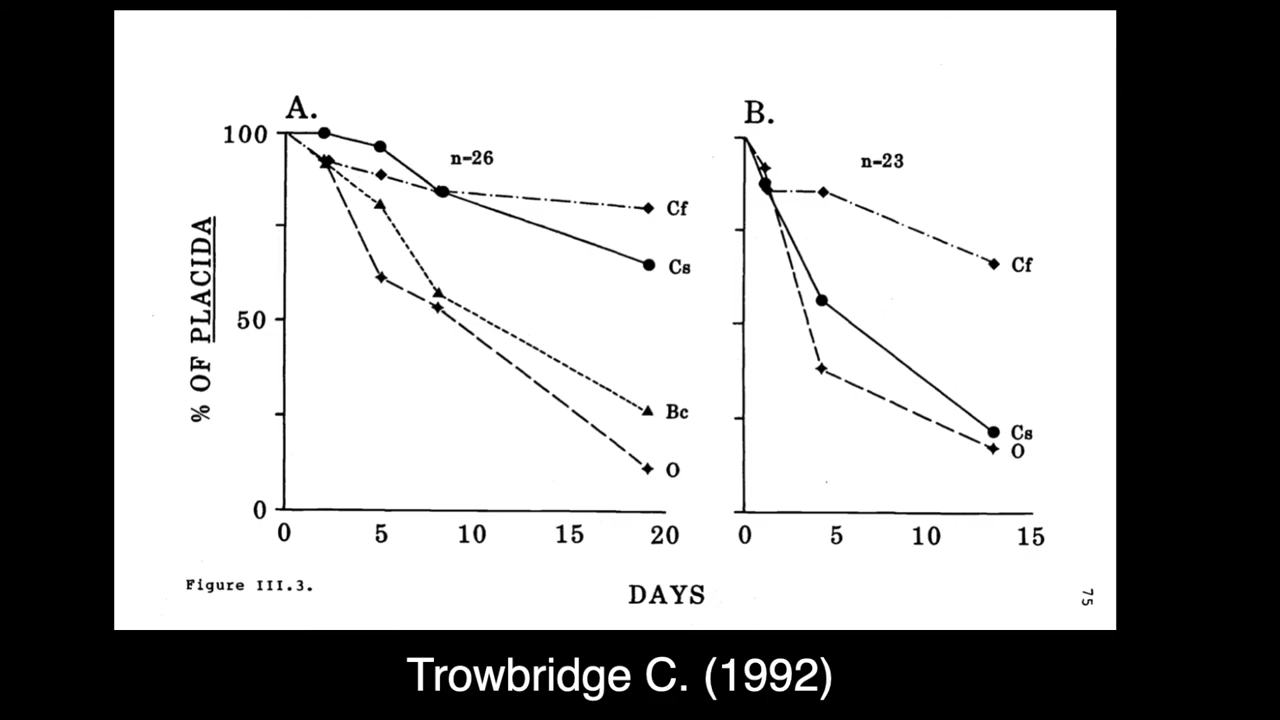 A.
100
50
0
% OF PLACIDA
n=26
Cf
Cs
Bc
O
0 5 10 15 20
B.
n=23
Cf
Cs
O
0 5 10 15
DAYS
Figure III.3.
75
Trowbridge C. (1992)